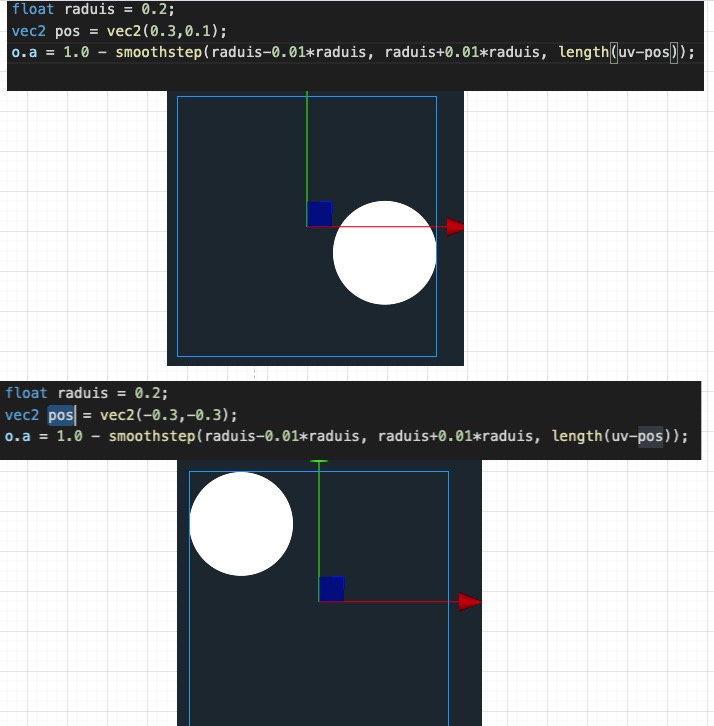 float raduis = 0.2;
vec2 pos = vec2(0.3,0.1);
o.a = 1.0 - smoothstep(raduis-0.01*raduis, raduis+0.01*raduis, length(uv-pos));
float raduis = 0.2;
vec2 pos = vec2(-0.3,-0.3);
o.a = 1.0 - smoothstep(raduis-0.01*raduis, raduis+0.01*raduis, length(uv-pos));